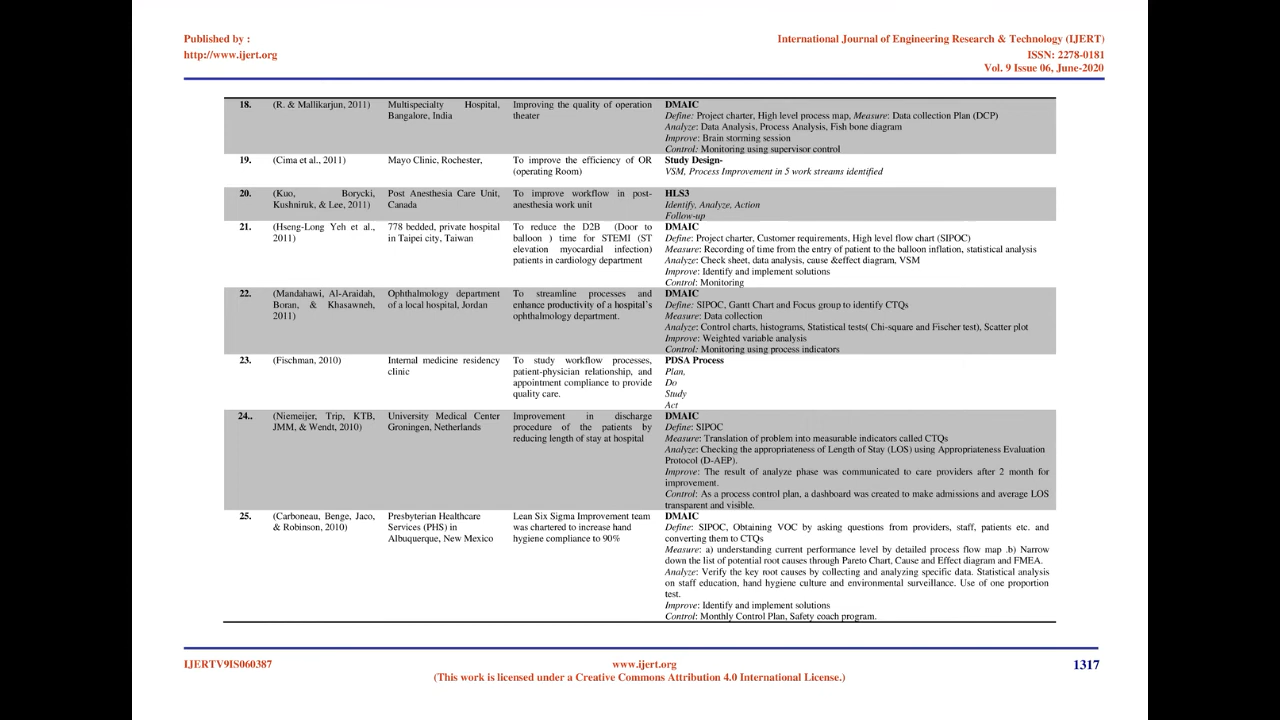 Published by :
International Journal of Engineering Research & Technology (IJERT)
http://www.ijert.org
ISSN: 2278-0181
Vol. 9 Issue 06, June-2020
18.
(R. & Mallikarjun, 2011)
Multispecialty Hospital,
Bangalore, India
Improving the quality of operation
theater
DMAIC
Define: Project charter, High level process map, Measure: Data collection Plan (DCP)
Analyze: Data Analysis, Process Analysis, Fish bone diagram
Improve: Brain storming session
Control: Monitoring using supervisor control
19.
(Cima et al., 2011)
Mayo Clinic, Rochester,
To improve the efficiency of OR
(operating Room)
Study Design-
VSM, Process Improvement in 5 work streams identified
20.
(Kuo, Borycki,
Kushniruk, & Lee, 2011)
Post Anesthesia Care Unit,
Canada
To improve workflow in post-
anesthesia work unit
HLS3
Identify, Analyze, Action
Follow-up
21.
(Hseng-Long Yeh et al.,
2011)
778 bedded, private hospital
in Taipei city, Taiwan
To reduce the D2B (Door to
balloon ) time for STEMI (ST
elevation myocardial infection)
patients in cardiology department
DMAIC
Define: Project charter, Customer requirements, High level flow chart (SIPOC)
Measure: Recording of time from the entry of patient to the balloon inflation, statistical analysis
Analyze: Check sheet, data analysis, cause &effect diagram, VSM
Improve: Identify and implement solutions
Control: Monitoring
22.
(Mandahawi, Al-Araidah,
Boran, & Khasawneh,
2011)
Ophthalmology department
of a local hospital, Jordan
To streamline processes and
enhance productivity of a hospital's
ophthalmology department.
DMAIC
Define: SIPOC, Gantt Chart and Focus group to identify CTQs
Measure: Data collection
Analyze: Control charts, histograms, Statistical tests( Chi-square and Fischer test), Scatter plot
Improve: Weighted variable analysis
Control: Monitoring using process indicators
23.
(Fischman, 2010)
Internal medicine residency
clinic
To study workflow processes,
patient-physician relationship, and
appointment compliance to provide
quality care.
PDSA Process
Plan,
Do
Study
Act
24..
(Niemeijer, Trip, KTB,
JMM, & Wendt, 2010)
University Medical Center
Groningen, Netherlands
Improvement in discharge
procedure of the patients by
reducing length of stay at hospital
DMAIC
Define: SIPOC
Measure: Translation of problem into measurable indicators called CTQs
Analyze: Checking the appropriateness of Length of Stay (LOS) using Appropriateness Evaluation
Protocol (D-AEP).
Improve: The result of analyze phase was communicated to care providers after 2 month for
improvement.
Control: As a process control plan, a dashboard was created to make admissions and average LOS
transparent and visible.
25.
(Carboneau, Benge, Jaco,
& Robinson, 2010)
Presbyterian Healthcare
Services (PHS) in
Albuquerque, New Mexico
Lean Six Sigma Improvement team
was chartered to increase hand
hygiene compliance to 90%
DMAIC
Define: SIPOC, Obtaining VOC by asking questions from providers, staff, patients etc. and
converting them to CTQs
Measure: a) understanding current performance level by detailed process flow map .b) Narrow
down the list of potential root causes through Pareto Chart, Cause and Effect diagram and FMEA.
Analyze: Verify the key root causes by collecting and analyzing specific data. Statistical analysis
on staff education, hand hygiene culture and environmental surveillance. Use of one proportion
test.
Improve: Identify and implement solutions
Control: Monthly Control Plan, Safety coach program.
IJERTV9IS060387
www.ijert.org
1317
(This work is licensed under a Creative Commons Attribution 4.0 International License.)